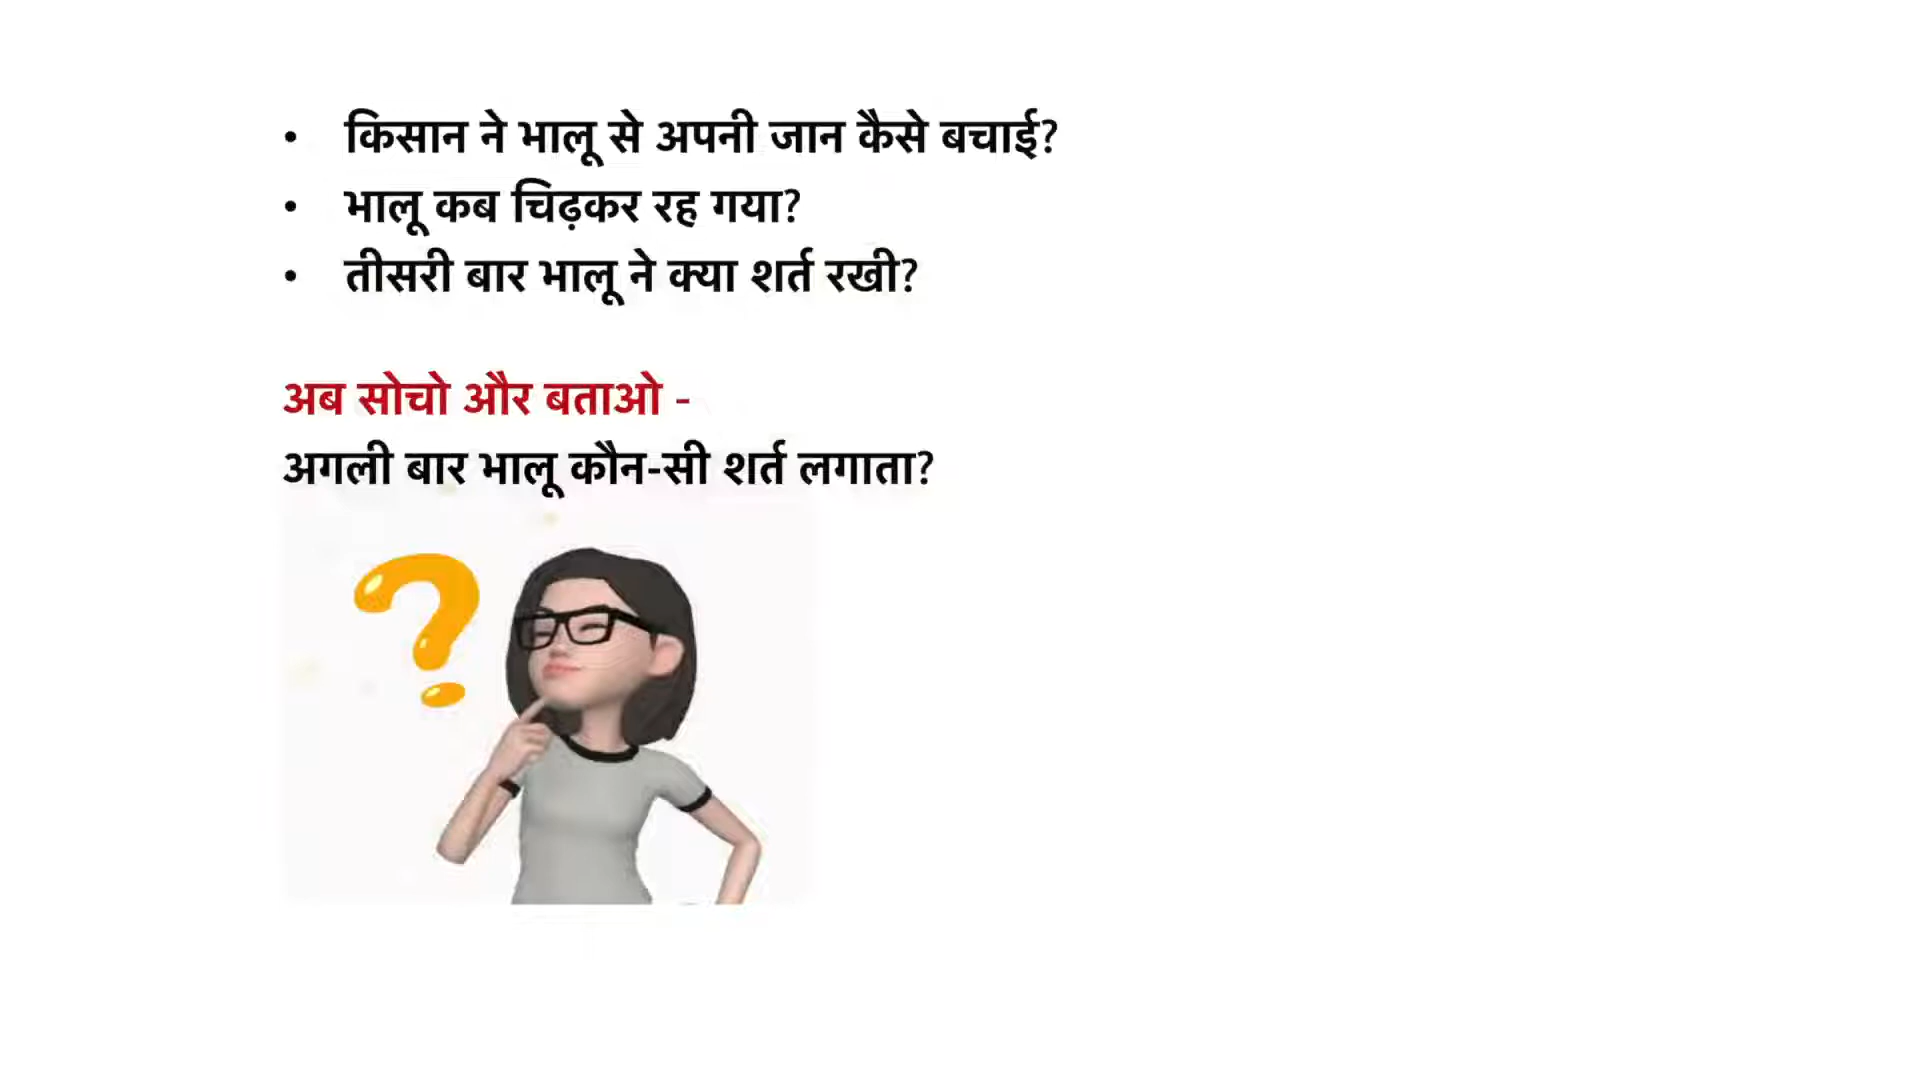 • किसान ने भालू से अपनी जान कैसे बचाई?
• भालू कब चिढ़कर रह गया?
• तीसरी बार भालू ने क्या शर्त रखी?
अब सोचो और बताओ -
अगली बार भालू कौन-सी शर्त लगाता?